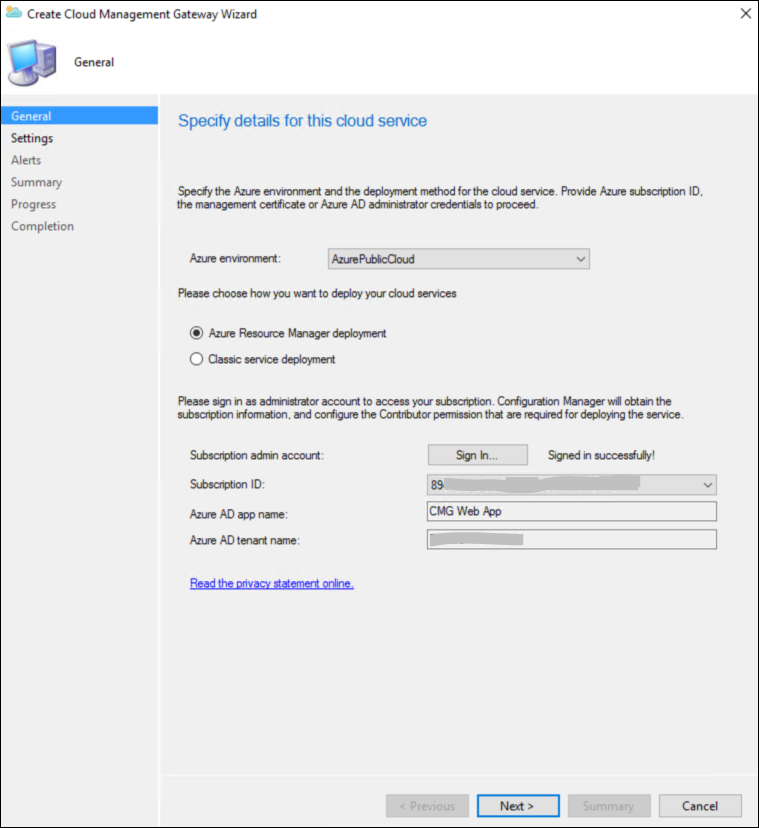 Create Cloud Management Gateway Wizard
General
General
Settings
Alerts
Summary
Progress
Completion
Specify details for this cloud service
Specify the Azure environment and the deployment method for the cloud service. Provide Azure subscription ID,
the management certificate or Azure AD administrator credentials to proceed.
Azure environment: AzurePublicCloud
Please choose how you want to deploy your cloud services
Azure Resource Manager deployment
Classic service deployment
Please sign in as administrator account to access your subscription. Configuration Manager will obtain the
subscription information, and configure the Contributor permission that are required for deploying the service.
Subscription admin account: Sign In... Signed in successfully!
Subscription ID: 89
Azure AD app name: CMG Web App
Azure AD tenant name:
Read the privacy statement online.
< Previous Next > Summary Cancel